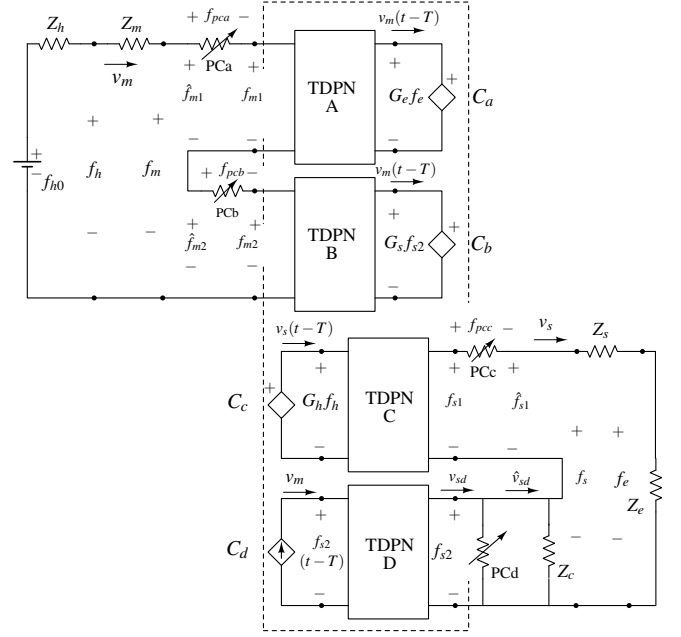 + f_pca −
v_m(t−T)
Z_h
Z_m
v_m
PCa
+
+
+
+
f̂_m1
f_m1
TDPN
A
G_e f_e
C_a
+
+
+
f_h0
f_h
f_m
−
−
−
−
+ f_pcb −
v_m(t−T)
PCb
−
−
+
+
+
+
f̂_m2
f_m2
TDPN
B
G_s f_s2
C_b
−
−
−
v_s(t−T)
+ f_pcc −
v_s
Z_s
PCc
+
+
+
+
C_c
G_h f_h
TDPN
C
f_s1
f̂_s1
−
−
−
+
+
f_s
f_e
Z_e
v_m
v_sd
v̂_sd
+
+
C_d
f_s2
(t−T)
TDPN
D
f_s2
PCd
Z_c
−
−
−
−